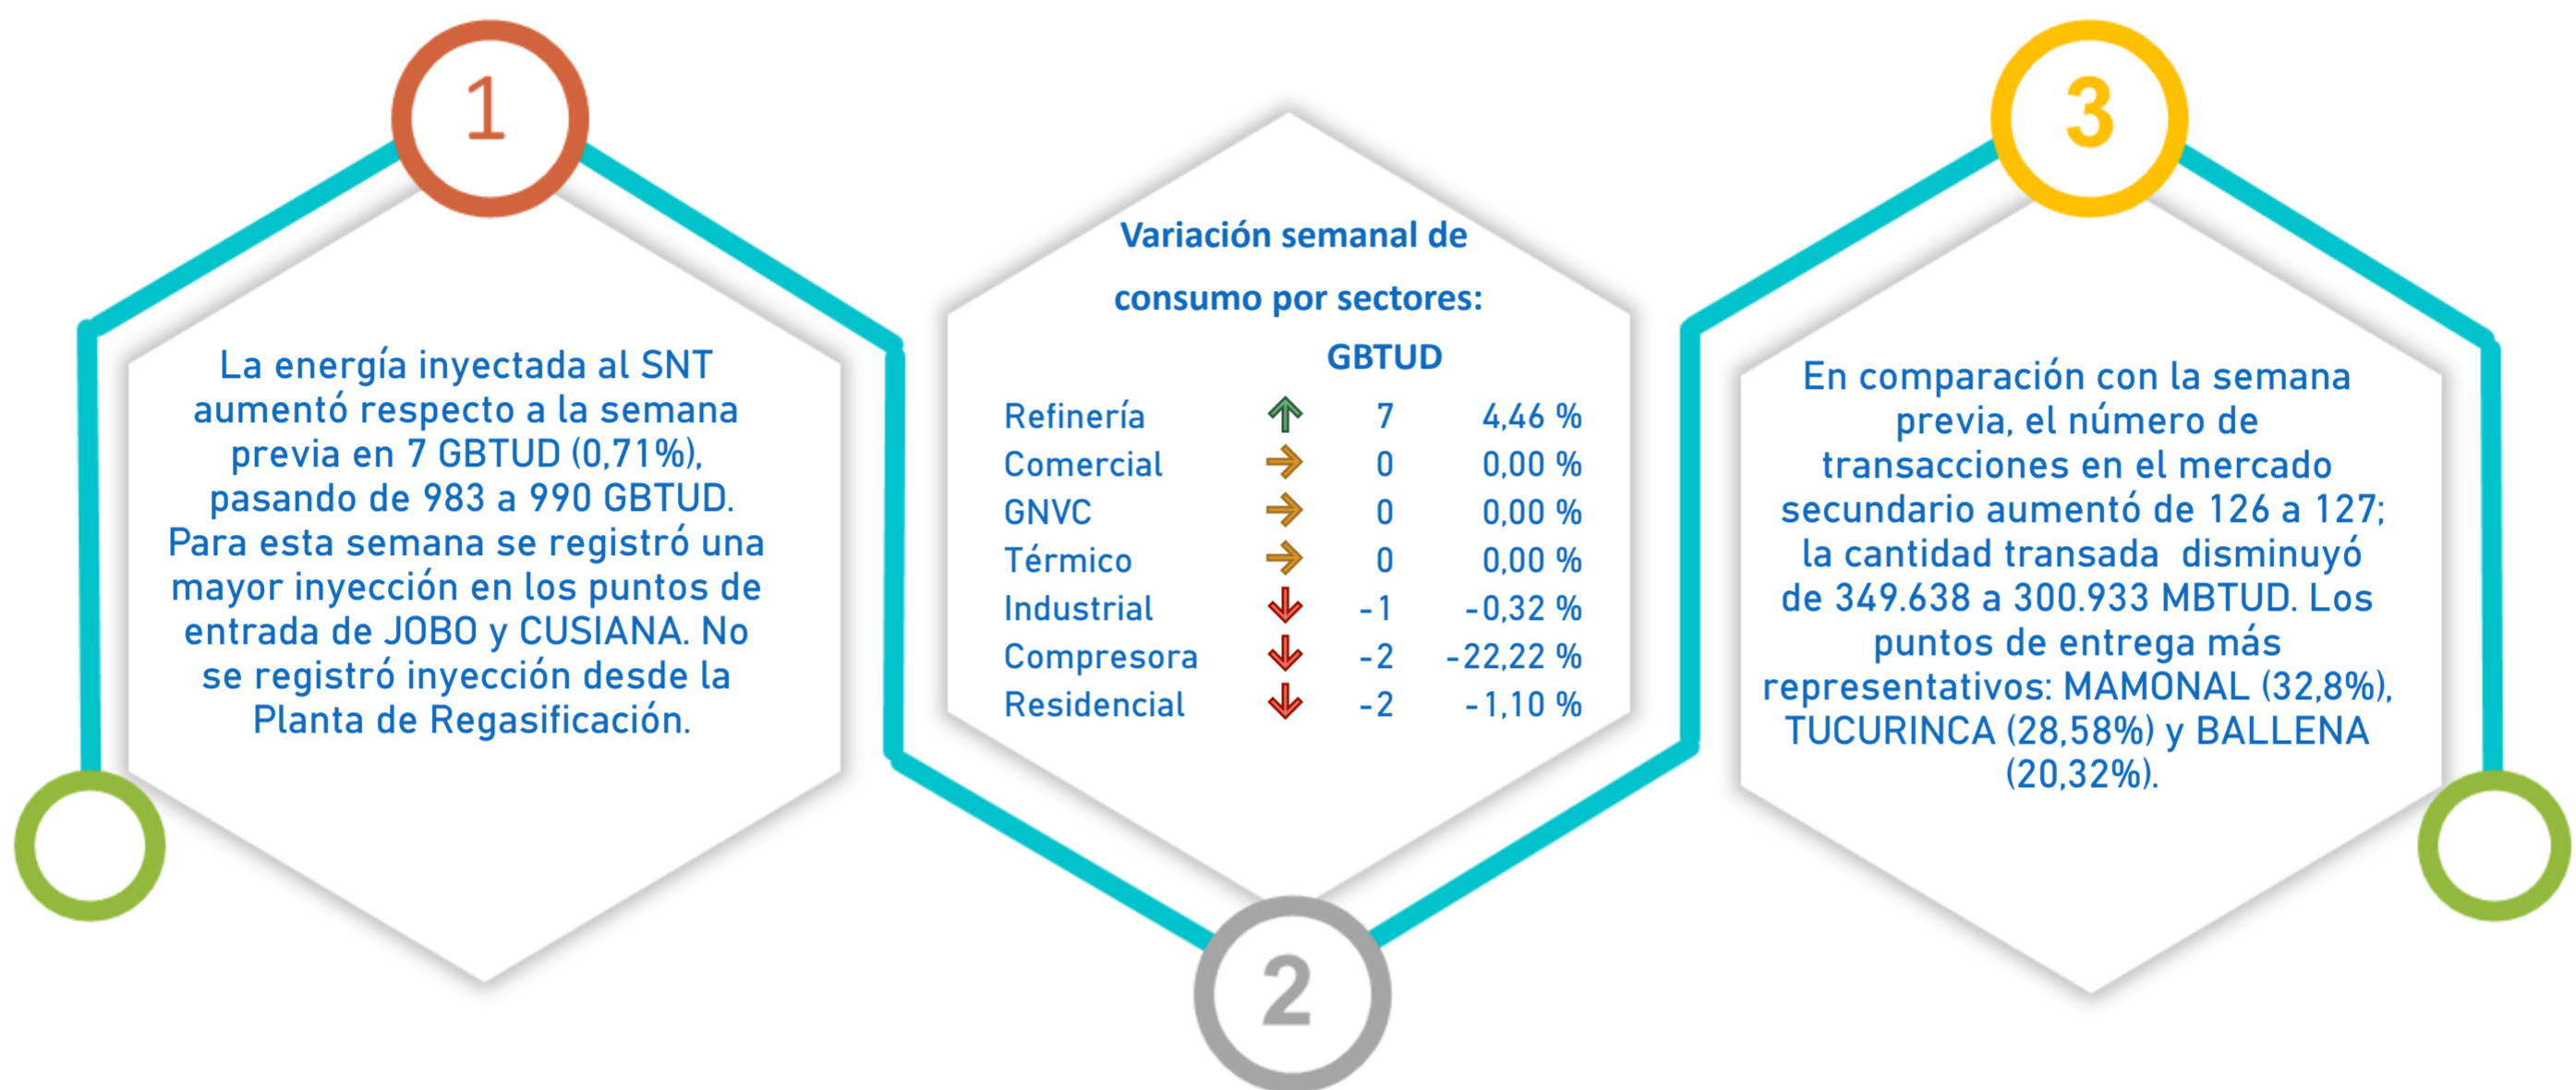 1
La energía inyectada al SNT
aumentó respecto a la semana
previa en 7 GBTUD (0,71%),
pasando de 983 a 990 GBTUD.
Para esta semana se registró una
mayor inyección en los puntos de
entrada de JOBO y CUSIANA. No
se registró inyección desde la
Planta de Regasificación.
Variación semanal de
consumo por sectores:
GBTUD
Refinería 7 4,46 %
Comercial 0 0,00 %
GNVC 0 0,00 %
Térmico 0 0,00 %
Industrial -1 -0,32 %
Compresora -2 -22,22 %
Residencial -2 -1,10 %
2
3
En comparación con la semana
previa, el número de
transacciones en el mercado
secundario aumentó de 126 a 127;
la cantidad transada disminuyó
de 349.638 a 300.933 MBTUD. Los
puntos de entrega más
representativos: MAMONAL (32,8%),
TUCURINCA (28,58%) y BALLENA
(20,32%).